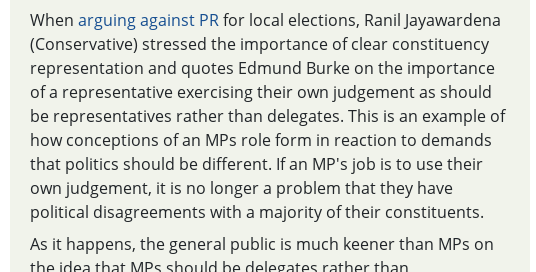 When arguing against PR for local elections, Ranil Jayawardena
(Conservative) stressed the importance of clear constituency
representation and quotes Edmund Burke on the importance
of a representative exercising their own judgement as should
be representatives rather than delegates. This is an example of
how conceptions of an MPs role form in reaction to demands
that politics should be different. If an MP's job is to use their
own judgement, it is no longer a problem that they have
political disagreements with a majority of their constituents.
As it happens, the general public is much keener than MPs on
the idea that MPs should be delegates rather than